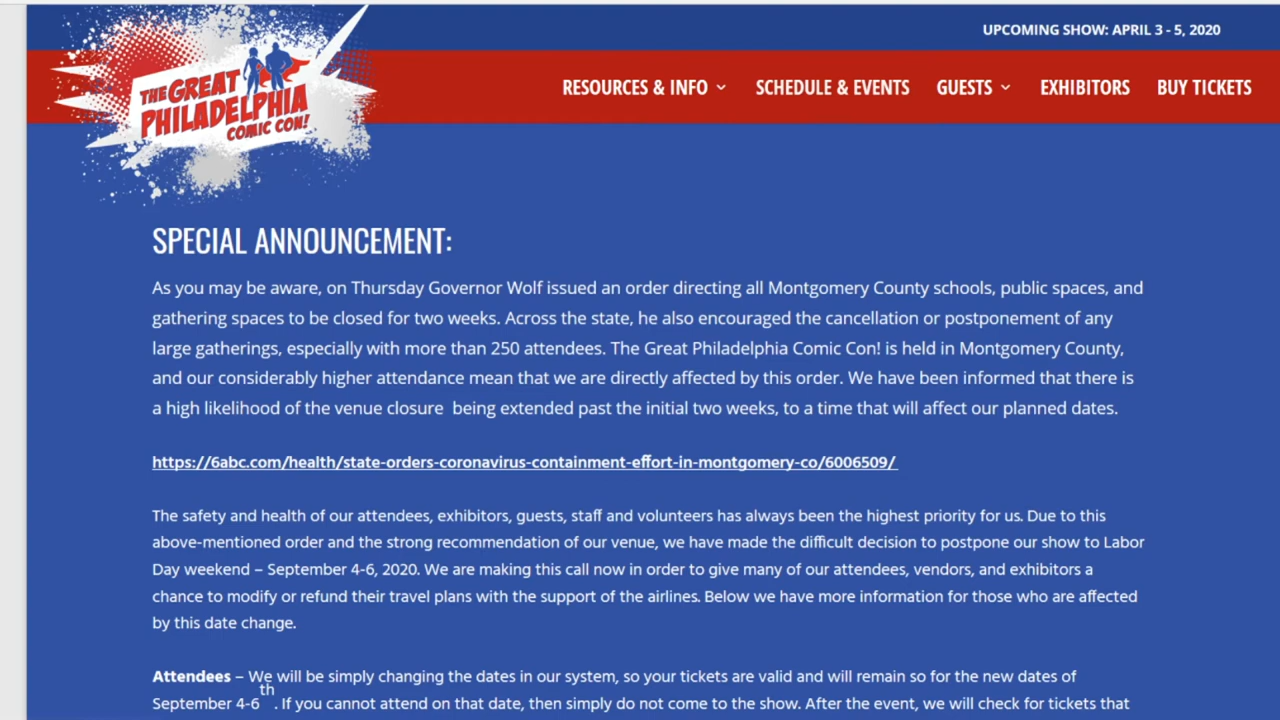 UPCOMING SHOW: APRIL 3 - 5, 2020
THE GREAT
PHILADELPHIA
COMIC CON!
RESOURCES & INFO SCHEDULE & EVENTS GUESTS EXHIBITORS BUY TICKETS
SPECIAL ANNOUNCEMENT:
As you may be aware, on Thursday Governor Wolf issued an order directing all Montgomery County schools, public spaces, and
gathering spaces to be closed for two weeks. Across the state, he also encouraged the cancellation or postponement of any
large gatherings, especially with more than 250 attendees. The Great Philadelphia Comic Con! is held in Montgomery County,
and our considerably higher attendance mean that we are directly affected by this order. We have been informed that there is
a high likelihood of the venue closure being extended past the initial two weeks, to a time that will affect our planned dates.
https://6abc.com/health/state-orders-coronavirus-containment-effort-in-montgomery-co/6006509/
The safety and health of our attendees, exhibitors, guests, staff and volunteers has always been the highest priority for us. Due to this
above-mentioned order and the strong recommendation of our venue, we have made the difficult decision to postpone our show to Labor
Day weekend – September 4-6, 2020. We are making this call now in order to give many of our attendees, vendors, and exhibitors a
chance to modify or refund their travel plans with the support of the airlines. Below we have more information for those who are affected
by this date change.
Attendees – We will be simply changing the dates in our system, so your tickets are valid and will remain so for the new dates of
September 4-6th. If you cannot attend on that date, then simply do not come to the show. After the event, we will check for tickets that